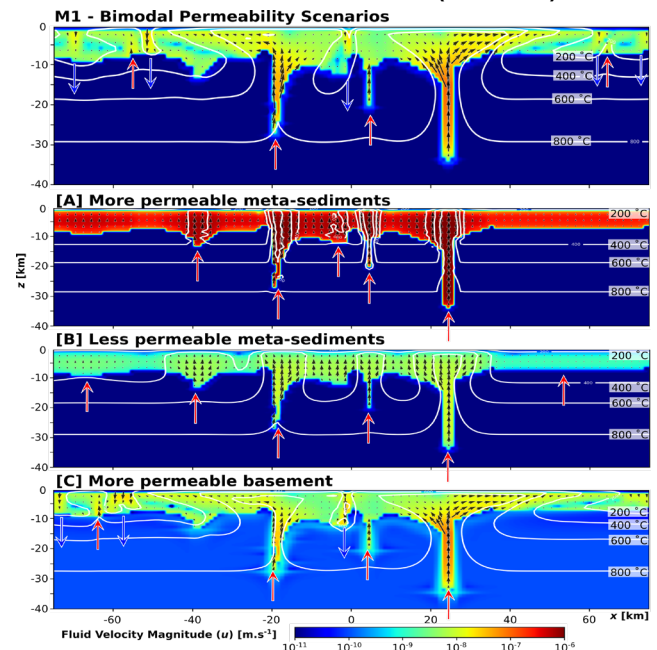 M1 - Bimodal Permeability Scenarios
0
-10
-20
-30
-40
200 °C
400 °C
600 °C
800 °C
800
[A] More permeable meta-sediments
0
-10
-20
-30
-40
200 °C
400 °C
600 °C
800 °C
400
z [km]
[B] Less permeable meta-sediments
0
-10
-20
-30
-40
200 °C
400 °C
600 °C
800 °C
400
[C] More permeable basement
0
-10
-20
-30
-40
200 °C
400 °C
600 °C
800 °C
-60 -40 -20 0 20 40 x [km]
Fluid Velocity Magnitude (u) [m.s⁻¹]
10⁻¹¹ 10⁻¹⁰ 10⁻⁹ 10⁻⁸ 10⁻⁷ 10⁻⁶